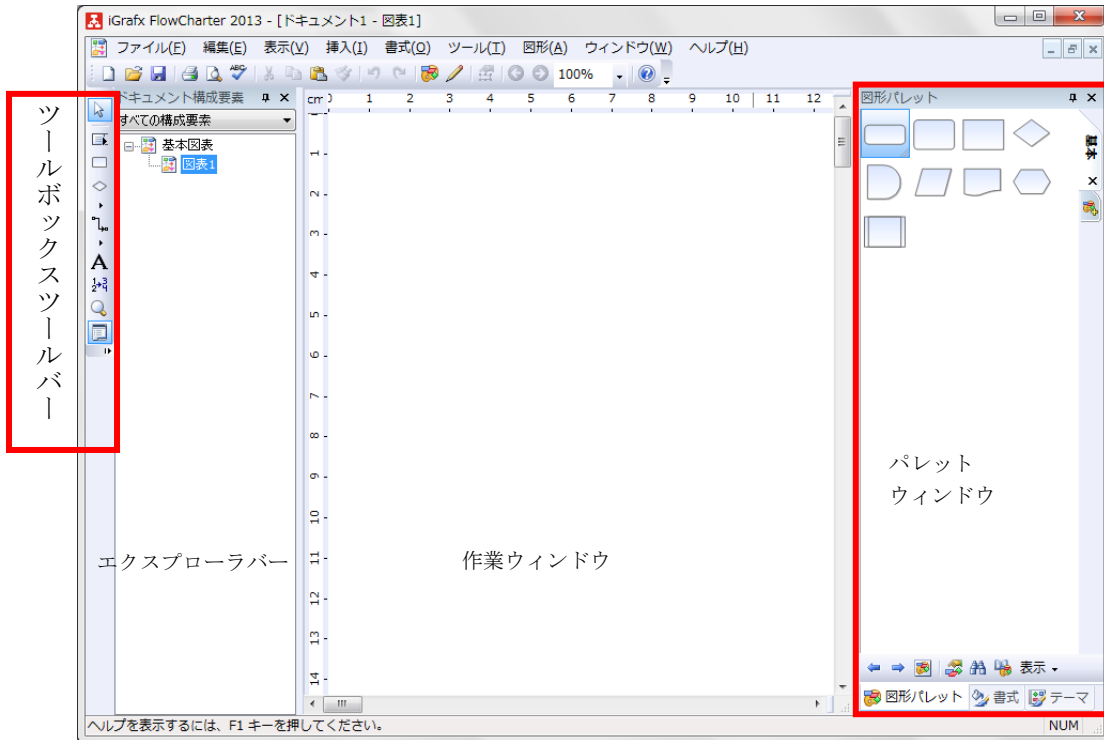 iGrafx FlowCharter 2013 - [ドキュメント1 - 図表1]
ファイル(F) 編集(E) 表示(V) 挿入(I) 書式(O) ツール(T) 図形(A) ウィンドウ(W) ヘルプ(H)
ABC 100%
ツールボックスツールバー
ドキュメント構成要素
すべての構成要素
基本図表
図表1
A
cm 0 1 2 3 4 5 6 7 8 9 10 11 12
1
2
3
4
5
6
7
8
9
10
11
12
13
14
エクスプローラバー
作業ウィンドウ
図形パレット
基本
パレット
ウィンドウ
表示
図形パレット 書式 テーマ
ヘルプを表示するには、F1 キーを押してください。
NUM